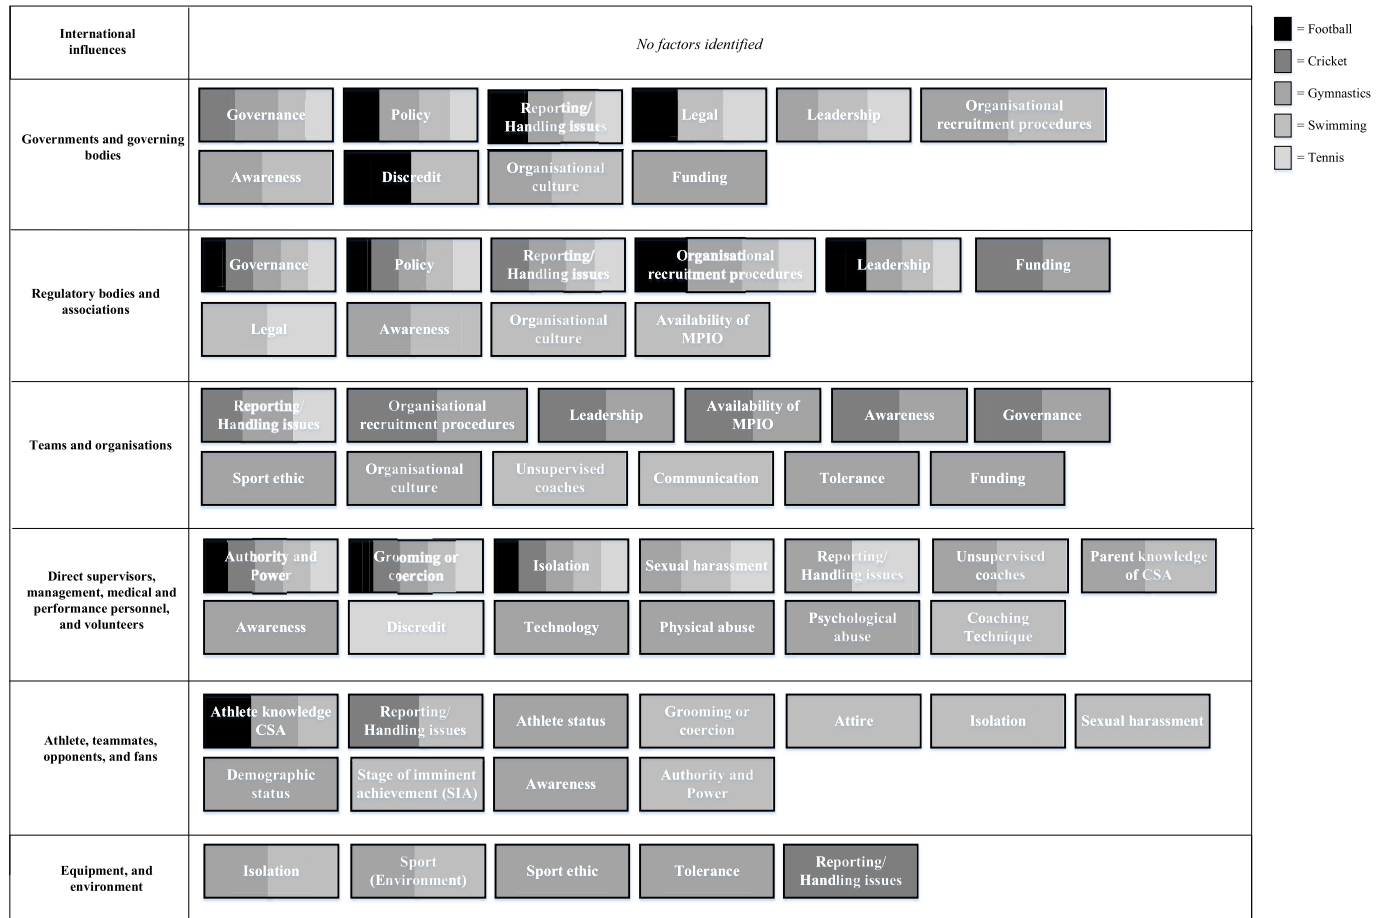 International
influences
No factors identified
= Football
= Cricket
= Gymnastics
= Swimming
= Tennis
Governments and governing
bodies
Governance
Policy
Reporting/
Handling issues
Legal
Leadership
Organisational
recruitment procedures
Awareness
Discredit
Organisational
culture
Funding
Regulatory bodies and
associations
Governance
Policy
Reporting/
Handling issues
Organisational
recruitment procedures
Leadership
Funding
Legal
Awareness
Organisational
culture
Availability of
MPIO
Teams and organisations
Reporting/
Handling issues
Organisational
recruitment procedures
Leadership
Availability of
MPIO
Awareness
Governance
Sport ethic
Organisational
culture
Unsupervised
coaches
Communication
Tolerance
Funding
Direct supervisors,
management, medical and
performance personnel,
and volunteers
Authority and
Power
Grooming or
coercion
Isolation
Sexual harassment
Reporting/
Handling issues
Unsupervised
coaches
Parent knowledge
of CSA
Awareness
Discredit
Technology
Physical abuse
Psychological
abuse
Coaching
Technique
Athlete, teammates,
opponents, and fans
Athlete knowledge
CSA
Reporting/
Handling issues
Athlete status
Grooming or
coercion
Attire
Isolation
Sexual harassment
Demographic
status
Stage of imminent
achievement (SIA)
Awareness
Authority and
Power
Equipment, and
environment
Isolation
Sport
(Environment)
Sport ethic
Tolerance
Reporting/
Handling issues